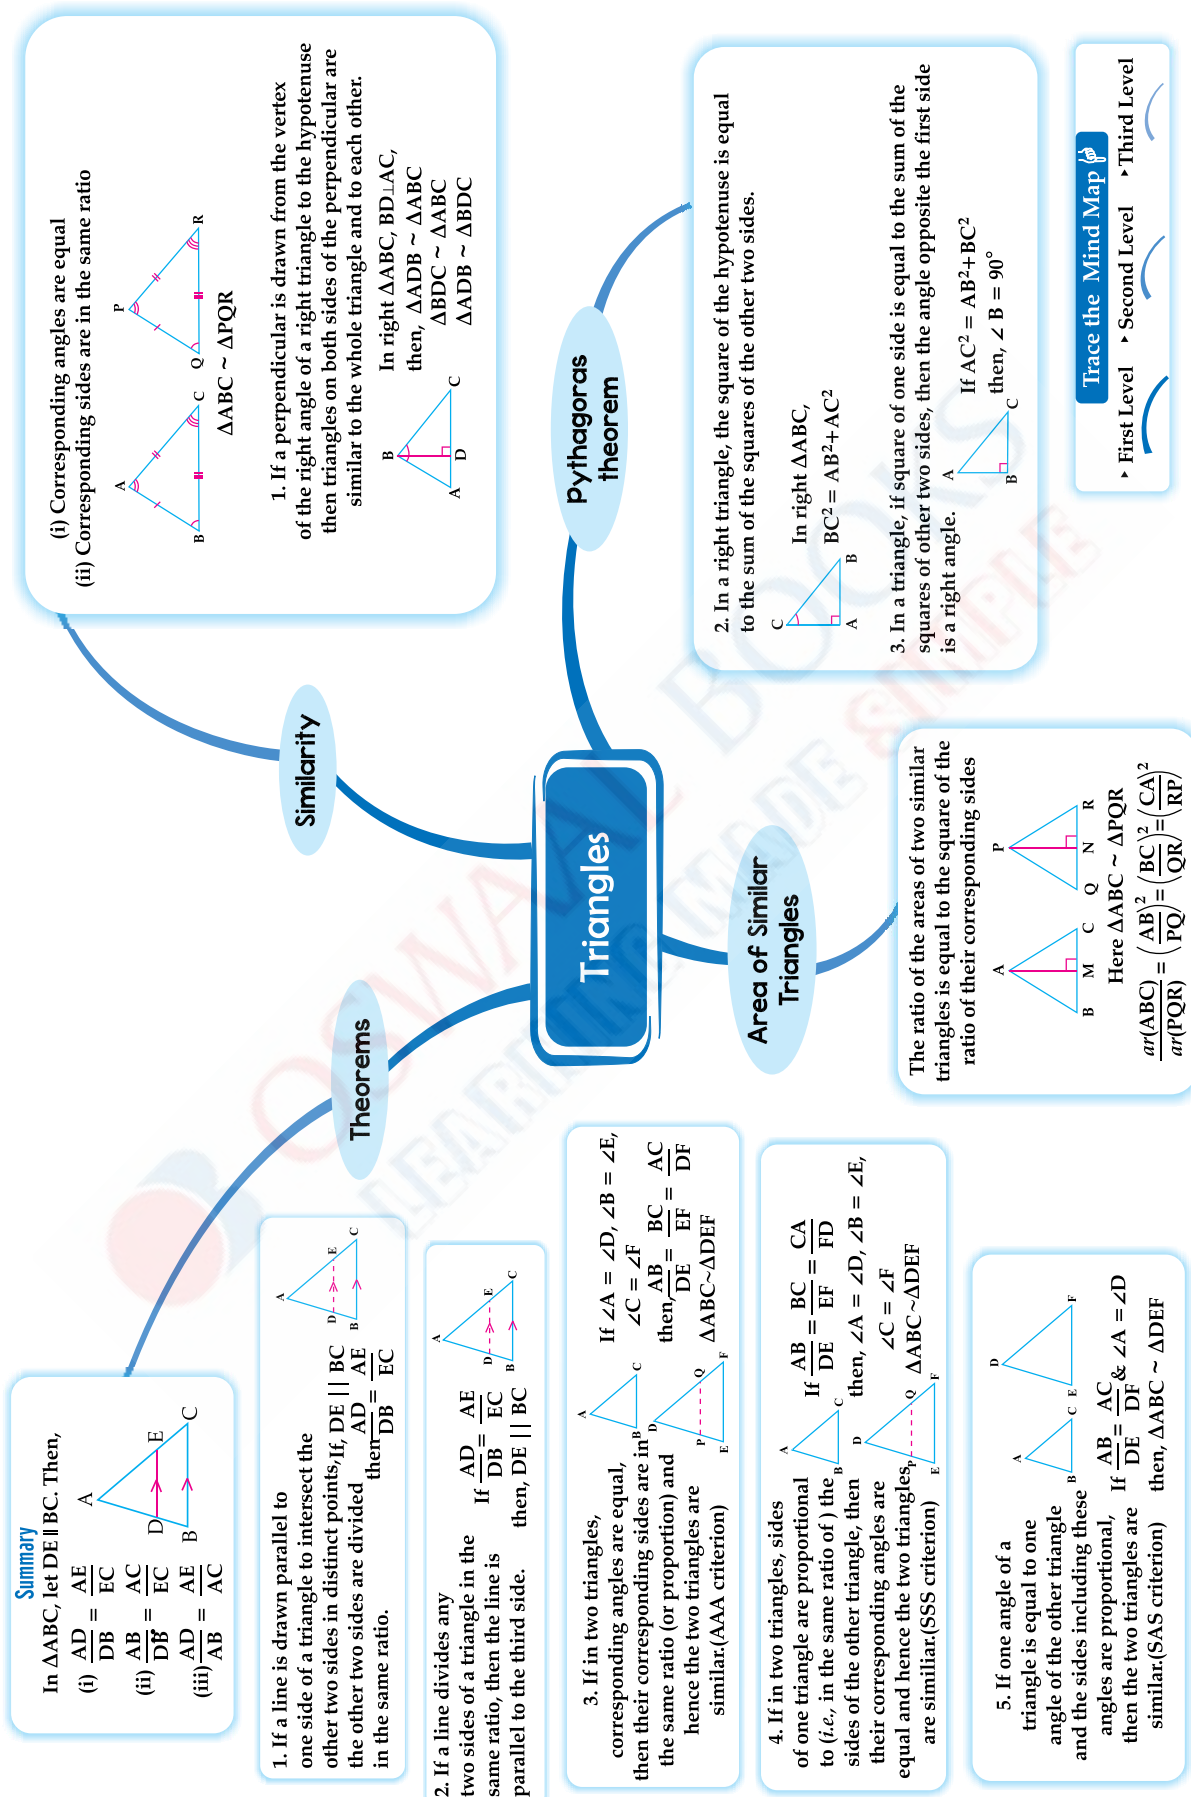 Triangles
Similarity
(i) Corresponding angles are equal
(ii) Corresponding sides are in the same ratio
A
B
C
P
Q
R
ΔABC ~ ΔPQR
1. If a perpendicular is drawn from the vertex
of the right angle of a right triangle to the hypotenuse
then triangles on both sides of the perpendicular are
similar to the whole triangle and to each other.
B
A
D
C
In right ΔABC, BD⊥AC,
then, ΔADB ~ ΔABC
ΔBDC ~ ΔABC
ΔADB ~ ΔBDC
Pythagoras
theorem
2. In a right triangle, the square of the hypotenuse is equal
to the sum of the squares of the other two sides.
C
A
B
In right ΔABC,
BC² = AB²+AC²
3. In a triangle, if square of one side is equal to the sum of the
squares of other two sides, then the angle opposite the first side
is a right angle.
A
B
C
If AC² = AB²+BC²
then, ∠ B = 90°
Trace the Mind Map
▸ First Level ▸ Second Level ▸ Third Level
Theorems
Summary
In ΔABC, let DE || BC. Then,
(i) AD/DB = AE/EC
(ii) AB/DB = AC/EC
(iii) AD/AB = AE/AC
A
D
E
B
C
1. If a line is drawn parallel to
one side of a triangle to intersect the
other two sides in distinct points,
the other two sides are divided
in the same ratio.
If, DE || BC
then AD/DB = AE/EC
A
D
E
B
C
2. If a line divides any
two sides of a triangle in the
same ratio, then the line is
parallel to the third side.
If AD/DB = AE/EC
then, DE || BC
A
D
E
B
C
3. If in two triangles,
corresponding angles are equal,
then their corresponding sides are in
the same ratio (or proportion) and
hence the two triangles are
similar.(AAA criterion)
A
B
C
D
P
Q
E
F
If ∠A = ∠D, ∠B = ∠E,
∠C = ∠F
then, AB/DE = BC/EF = AC/DF
ΔABC~ΔDEF
4. If in two triangles, sides
of one triangle are proportional
to (i.e., in the same ratio of ) the
sides of the other triangle, then
their corresponding angles are
equal and hence the two triangles
are similiar.(SSS criterion)
A
B
C
D
P
Q
E
F
If AB/DE = BC/EF = CA/FD
then, ∠A = ∠D, ∠B = ∠E,
∠C = ∠F
ΔABC~ΔDEF
5. If one angle of a
triangle is equal to one
angle of the other triangle
and the sides including these
angles are proportional,
then the two triangles are
similar.(SAS criterion)
A
B
C
D
E
F
If AB/DE = AC/DF & ∠A = ∠D
then, ΔABC ~ ΔDEF
Area of Similar
Triangles
The ratio of the areas of two similar
triangles is equal to the square of the
ratio of their corresponding sides
A
B
M
C
P
Q
N
R
Here ΔABC ~ ΔPQR
ar(ABC)/ar(PQR) = (AB/PQ)² = (BC/QR)² = (CA/RP)²
OSWAAL BOOKS
LEARNING MADE SIMPLE